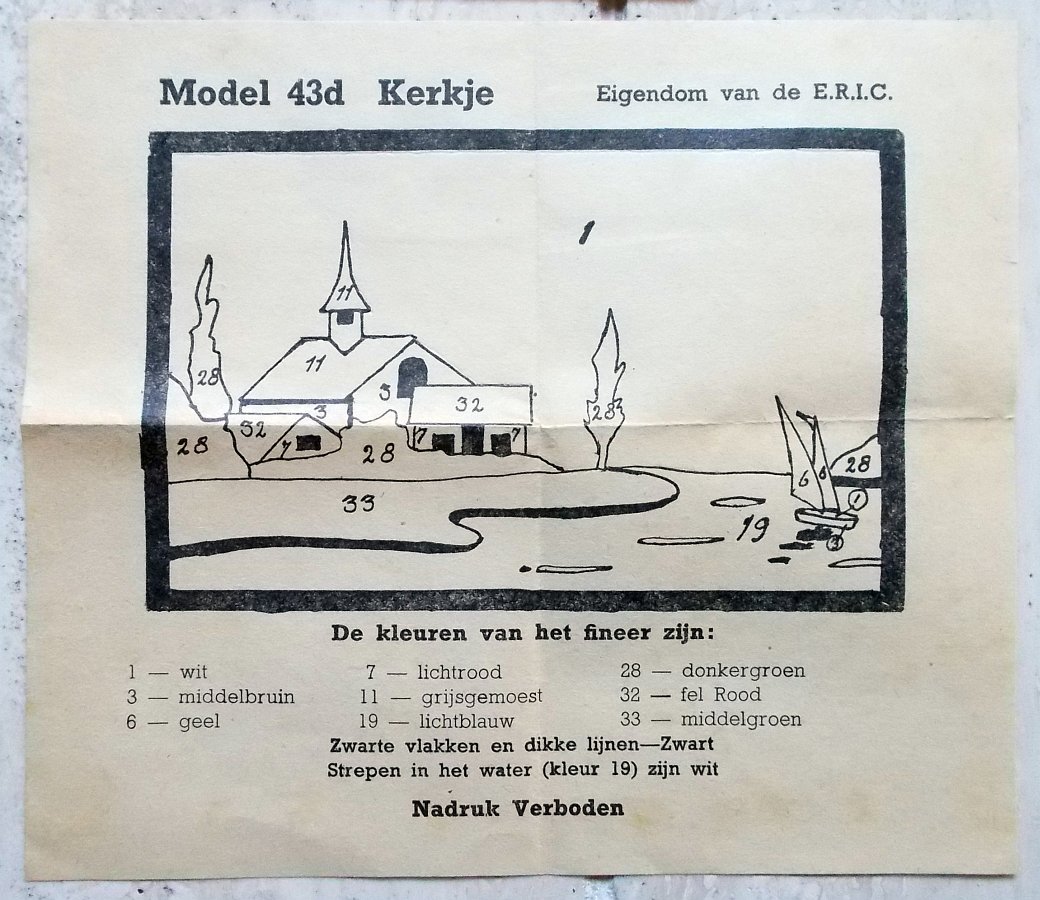 Model 43d Kerkje
Eigendom van de E.R.I.C.
1
11
11
28
3
3
32
32
28
7
28
7
7
28
28
6
6
33
19
1
3
De kleuren van het fineer zijn:
1 — wit
3 — middelbruin
6 — geel
7 — lichtrood
11 — grijsgemoest
19 — lichtblauw
28 — donkergroen
32 — fel Rood
33 — middelgroen
Zwarte vlakken en dikke lijnen—Zwart
Strepen in het water (kleur 19) zijn wit
Nadruk Verboden